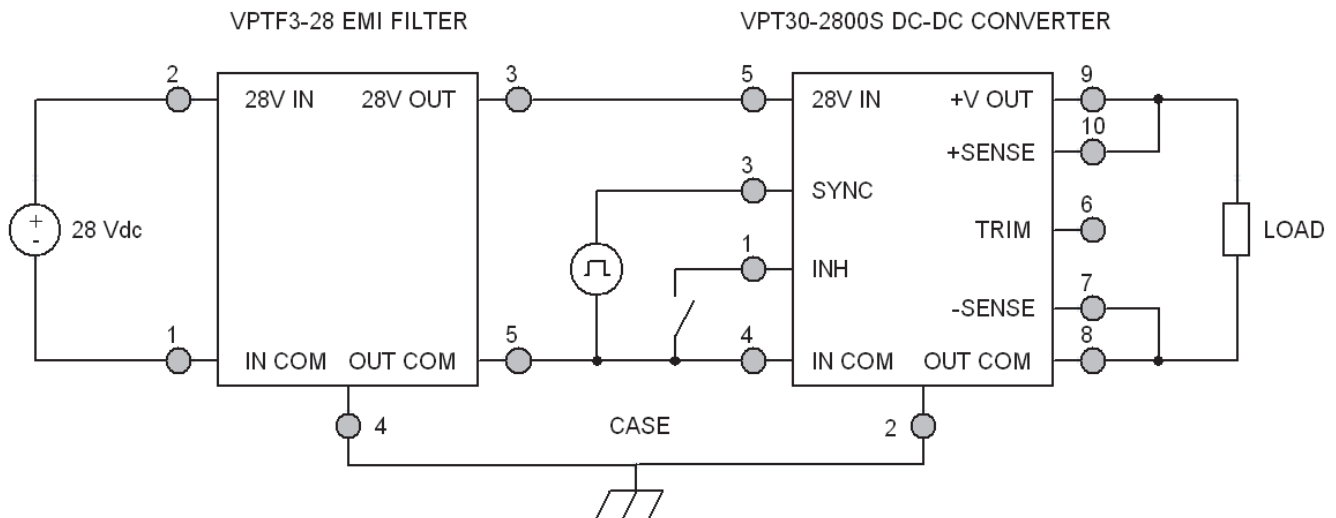 VPTF3-28 EMI FILTER
VPT30-2800S DC-DC CONVERTER
2
28V IN
28V OUT
3
5
28V IN
+V OUT
9
10
+SENSE
3
SYNC
6
TRIM
+
-
28 Vdc
LOAD
1
INH
7
-SENSE
1
IN COM
OUT COM
5
4
IN COM
OUT COM
8
4
CASE
2